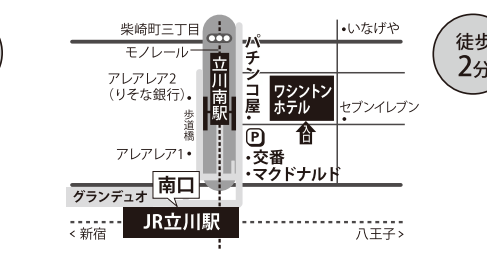 柴崎町三丁目
・いなげや
モノレール
パチンコ屋・
立川南駅
アレアレア2
(りそな銀行)・
ワシントン
ホテル
セブンイレブン
・
歩道橋
入口
P
アレアレア1・
・交番
・マクドナルド
南口
グランデュオ
JR立川駅
<新宿
八王子>
徒歩
2分